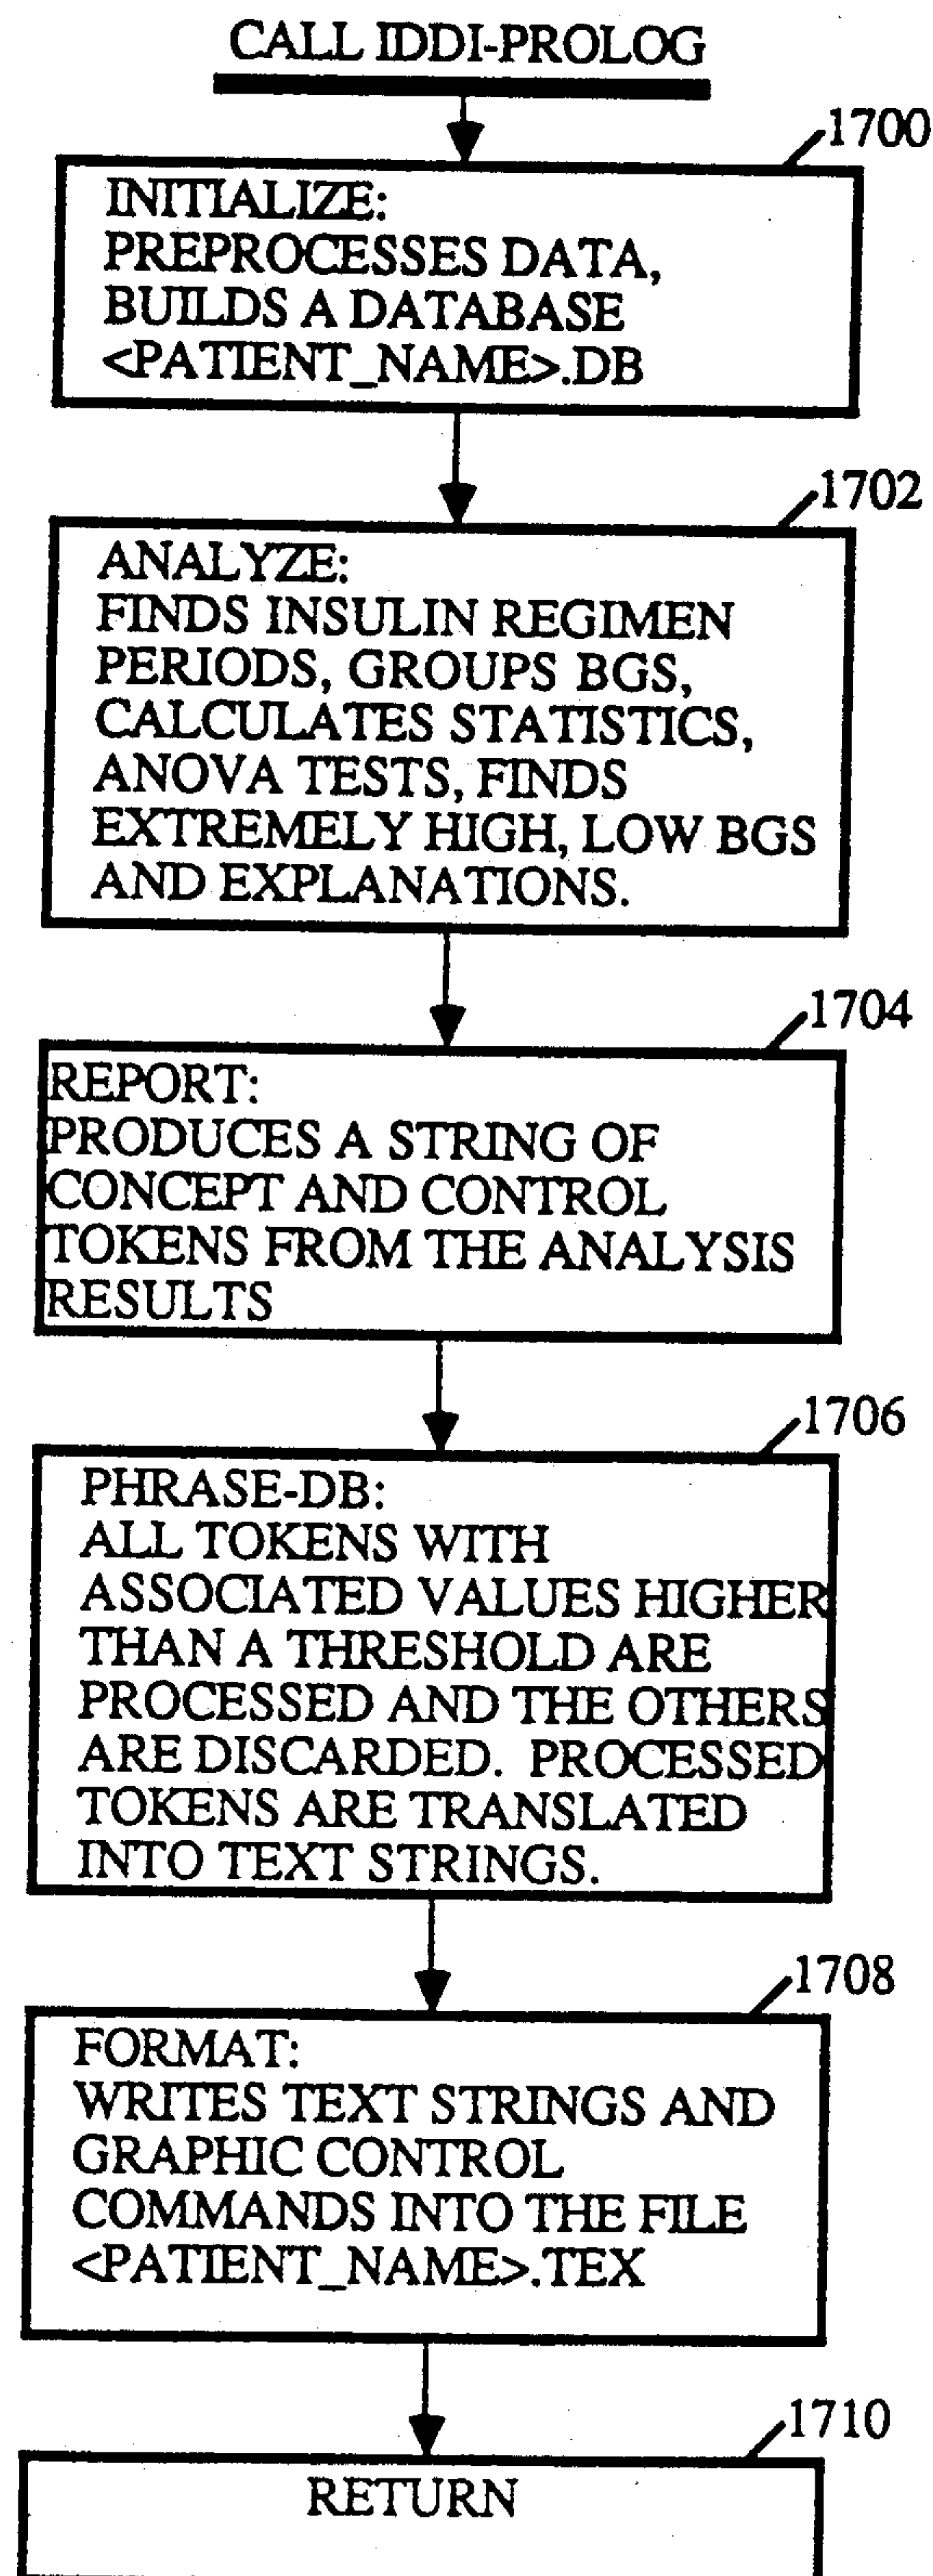 CALL IDDI-PROLOG
1700
INITIALIZE:
PREPROCESSES DATA,
BUILDS A DATABASE
<PATIENT_NAME>.DB
1702
ANALYZE:
FINDS INSULIN REGIMEN
PERIODS, GROUPS BGS,
CALCULATES STATISTICS,
ANOVA TESTS, FINDS
EXTREMELY HIGH, LOW BGS
AND EXPLANATIONS.
1704
REPORT:
PRODUCES A STRING OF
CONCEPT AND CONTROL
TOKENS FROM THE ANALYSIS
RESULTS
1706
PHRASE-DB:
ALL TOKENS WITH
ASSOCIATED VALUES HIGHER
THAN A THRESHOLD ARE
PROCESSED AND THE OTHERS
ARE DISCARDED. PROCESSED
TOKENS ARE TRANSLATED
INTO TEXT STRINGS.
1708
FORMAT:
WRITES TEXT STRINGS AND
GRAPHIC CONTROL
COMMANDS INTO THE FILE
<PATIENT_NAME>.TEX
1710
RETURN